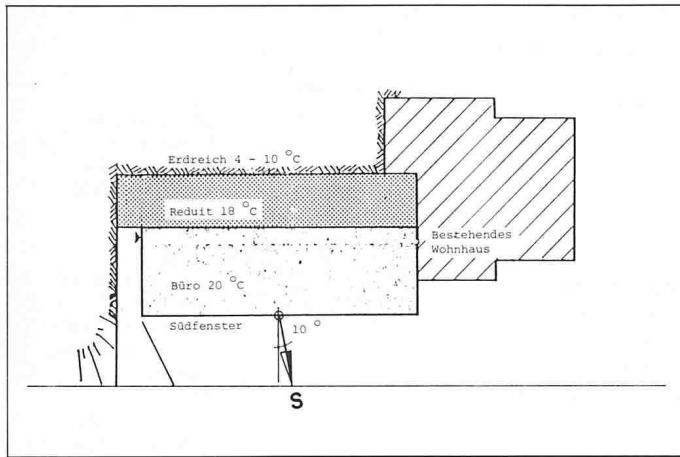 Erdreich 4 - 10 °C
Reduit 18 °C
Bestehendes
Wohnhaus
Büro 20 °C
Südfenster
10 °
S